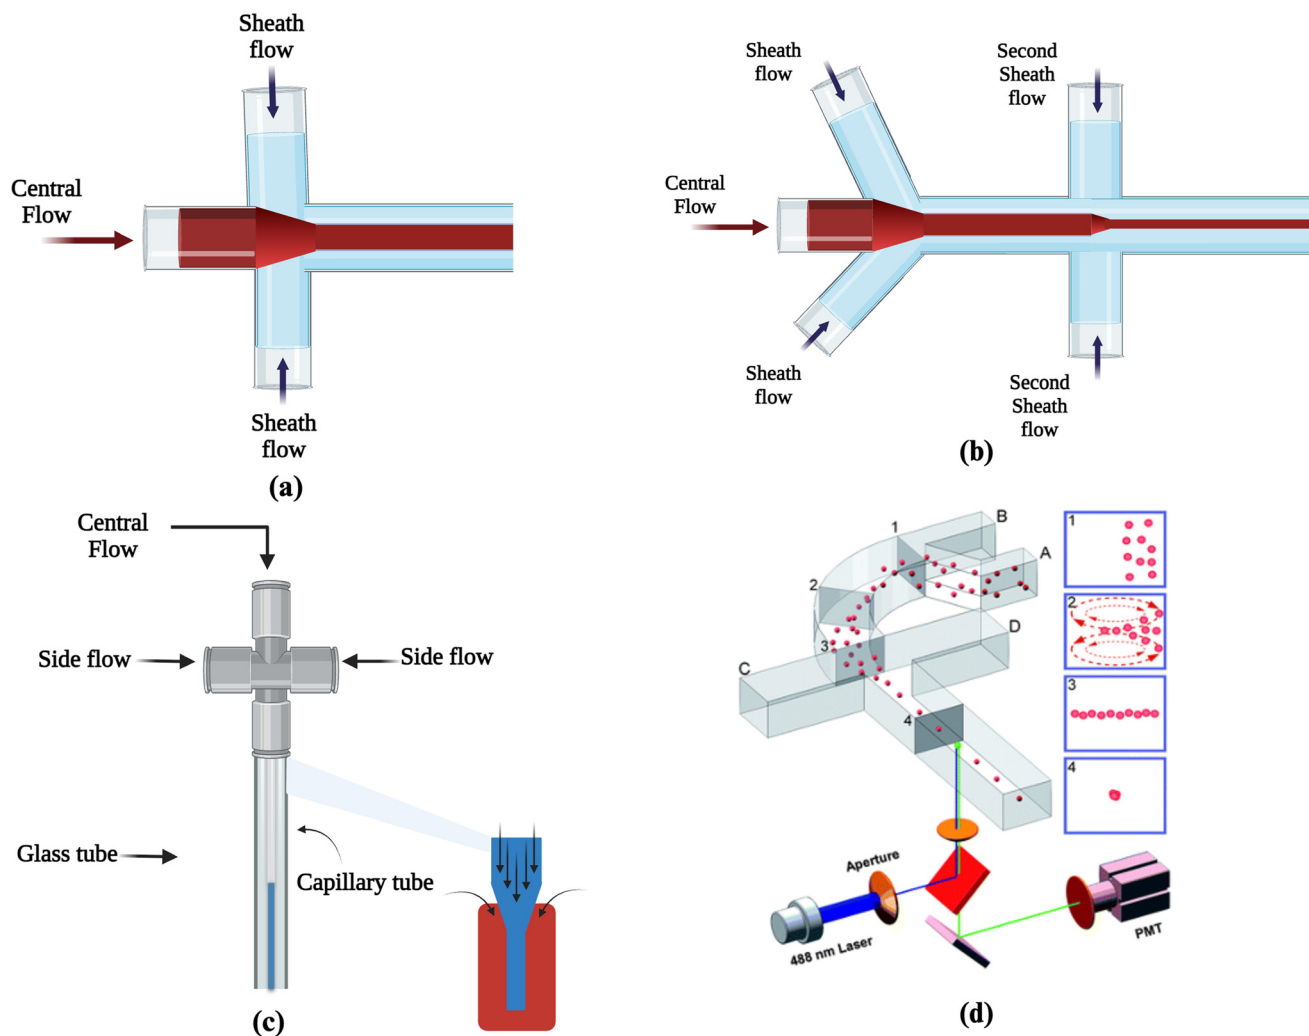 Sheath
flow
Central
Flow
Sheath
flow
(a)
Sheath
flow
Second
Sheath
flow
Central
Flow
Sheath
flow
Second
Sheath
flow
(b)
Central
Flow
Side flow
Side flow
Glass tube
Capillary tube
(c)
1
B
A
2
D
3
C
4
1
2
3
4
Aperture
488 nm Laser
PMT
(d)